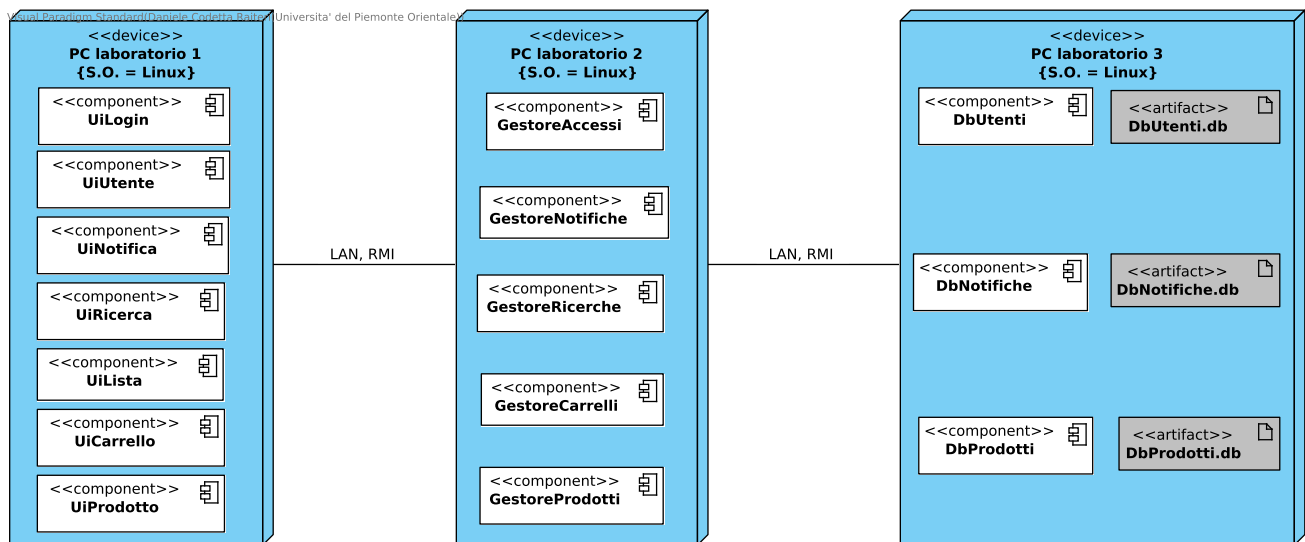 Visual Paradigm Standard(Daniele Codetta Raiteri(Universita' del Piemonte Orientale))
<<device>>
PC laboratorio 1
{S.O. = Linux}
<<component>>
UiLogin
<<component>>
UiUtente
<<component>>
UiNotifica
<<component>>
UiRicerca
<<component>>
UiLista
<<component>>
UiCarrello
<<component>>
UiProdotto
LAN, RMI
<<device>>
PC laboratorio 2
{S.O. = Linux}
<<component>>
GestoreAccessi
<<component>>
GestoreNotifiche
<<component>>
GestoreRicerche
<<component>>
GestoreCarrelli
<<component>>
GestoreProdotti
LAN, RMI
<<device>>
PC laboratorio 3
{S.O. = Linux}
<<component>>
DbUtenti
<<artifact>>
DbUtenti.db
<<component>>
DbNotifiche
<<artifact>>
DbNotifiche.db
<<component>>
DbProdotti
<<artifact>>
DbProdotti.db